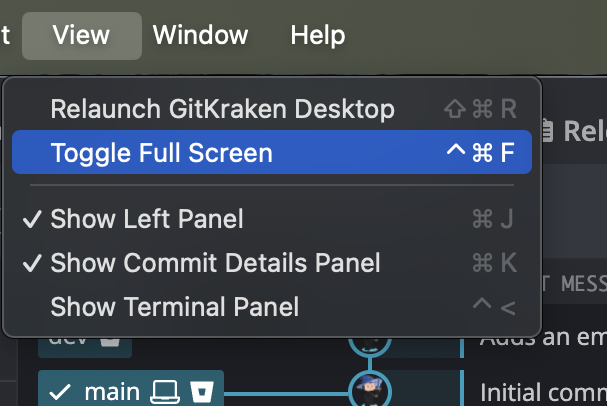 t View Window Help
Relaunch GitKraken Desktop ⇧⌘R
Toggle Full Screen ^⌘F
Rele
✓ Show Left Panel ⌘J
✓ Show Commit Details Panel ⌘K
T MESS
Show Terminal Panel ^<
dev
Adds an em
✓ main
Initial comm